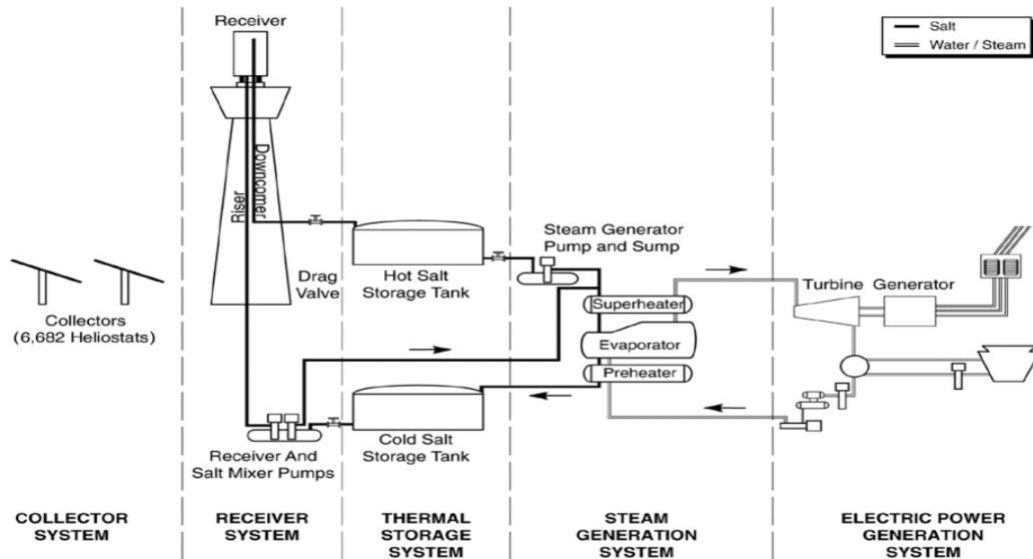 Receiver
Salt
Water / Steam
Riser
Downcomer
Drag
Valve
Collectors
(6,682 Heliostats)
Hot Salt
Storage Tank
Steam Generator
Pump and Sump
Superheater
Evaporator
Preheater
Turbine Generator
Cold Salt
Storage Tank
Receiver And
Salt Mixer Pumps
COLLECTOR
SYSTEM
RECEIVER
SYSTEM
THERMAL
STORAGE
SYSTEM
STEAM
GENERATION
SYSTEM
ELECTRIC POWER
GENERATION
SYSTEM